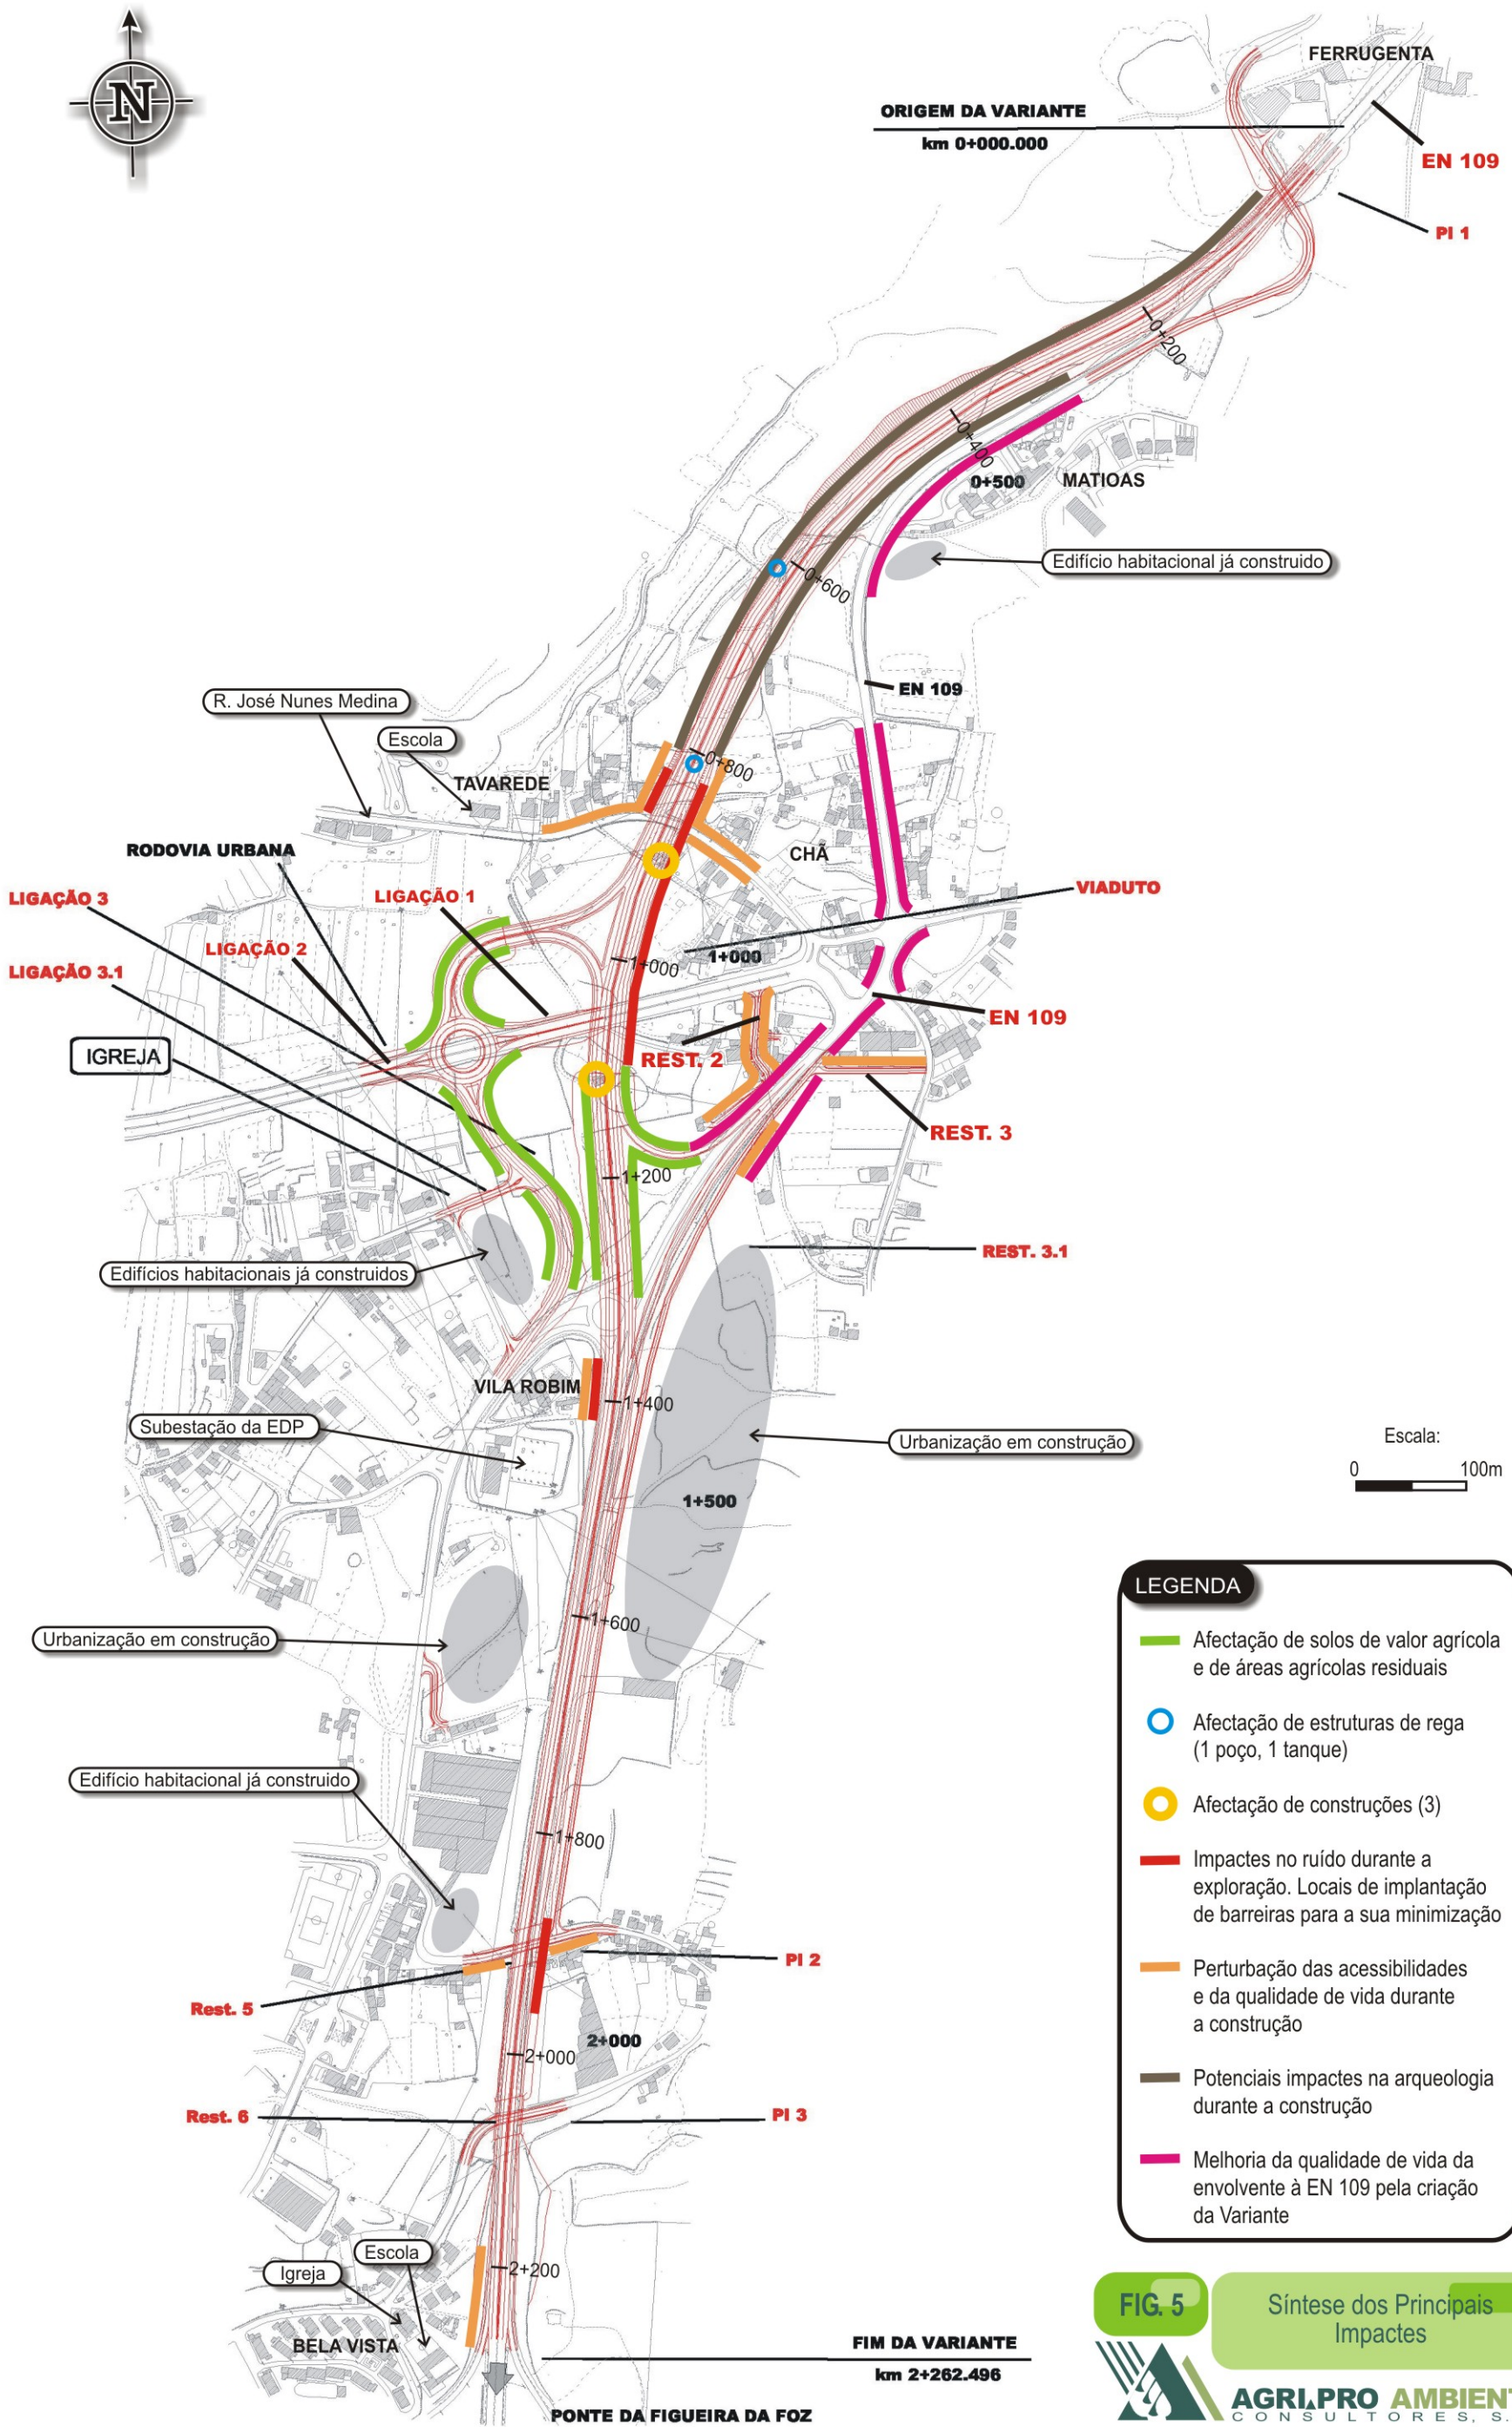 N
FERRUGENTA
ORIGEM DA VARIANTE
km 0+000.000
EN 109
PI 1
0+200
0+400
0+500
MATIOAS
Edifício habitacional já construido
0+600
EN 109
R. José Nunes Medina
Escola
TAVAREDE
0+800
RODOVIA URBANA
CHÃ
VIADUTO
LIGAÇÃO 3
LIGAÇÃO 1
LIGAÇÃO 2
LIGAÇÃO 3.1
1+000
1+000
EN 109
IGREJA
REST. 2
REST. 3
1+200
REST. 3.1
Edifícios habitacionais já construidos
VILA ROBIM
1+400
Subestação da EDP
Urbanização em construção
1+500
Escala:
0 100m
1+600
Urbanização em construção
Edifício habitacional já construido
1+800
PI 2
Rest. 5
2+000
2+000
Rest. 6
PI 3
2+200
Escola
Igreja
BELA VISTA
FIM DA VARIANTE
km 2+262.496
PONTE DA FIGUEIRA DA FOZ
LEGENDA
Afectação de solos de valor agrícola
e de áreas agrícolas residuais
Afectação de estruturas de rega
(1 poço, 1 tanque)
Afectação de construções (3)
Impactes no ruído durante a
exploração. Locais de implantação
de barreiras para a sua minimização
Perturbação das acessibilidades
e da qualidade de vida durante
a construção
Potenciais impactes na arqueologia
durante a construção
Melhoria da qualidade de vida da
envolvente à EN 109 pela criação
da Variante
FIG. 5
Síntese dos Principais
Impactes
AGRI.PRO AMBIENT
CONSULTORES, S.